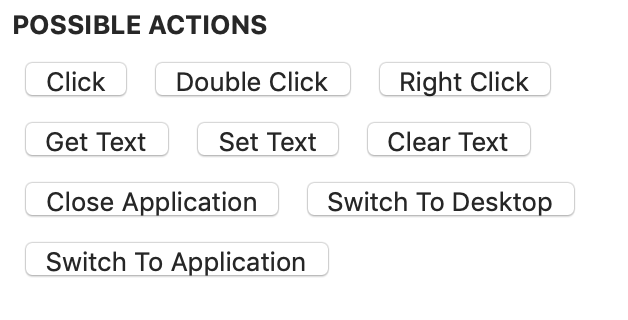 POSSIBLE ACTIONS
Click Double Click Right Click
Get Text Set Text Clear Text
Close Application Switch To Desktop
Switch To Application